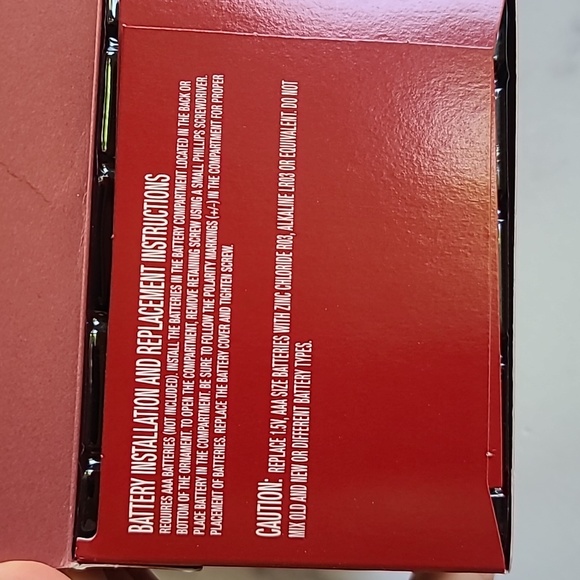 BATTERY INSTALLATION AND REPLACEMENT INSTRUCTIONS
REQUIRES AAA BATTERIES (NOT INCLUDED). INSTALL THE BATTERIES IN THE BATTERY COMPARTMENT LOCATED IN THE BACK OR
BOTTOM OF THE ORNAMENT. TO OPEN THE COMPARTMENT, REMOVE RETAINING SCREW USING A SMALL PHILLIPS SCREWDRIVER.
PLACE BATTERY IN THE COMPARTMENT. BE SURE TO FOLLOW THE POLARITY MARKINGS (+/-) IN THE COMPARTMENT FOR PROPER
PLACEMENT OF BATTERIES. REPLACE THE BATTERY COVER AND TIGHTEN SCREW.
CAUTION: REPLACE 1.5V, AAA SIZE BATTERIES WITH ZINC CHLORIDE R03, ALKALINE LR03 OR EQUIVALENT. DO NOT
MIX OLD AND NEW OR DIFFERENT BATTERY TYPES.